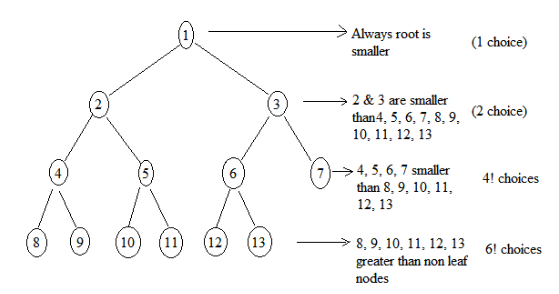 1
Always root is
smaller
(1 choice)
2
3
2 & 3 are smaller
than4, 5, 6, 7, 8, 9,
10, 11, 12, 13
(2 choice)
4
5
6
7
4, 5, 6, 7 smaller
than 8, 9, 10, 11,
12, 13
4! choices
8
9
10
11
12
13
8, 9, 10, 11, 12, 13
greater than non leaf
nodes
6! choices